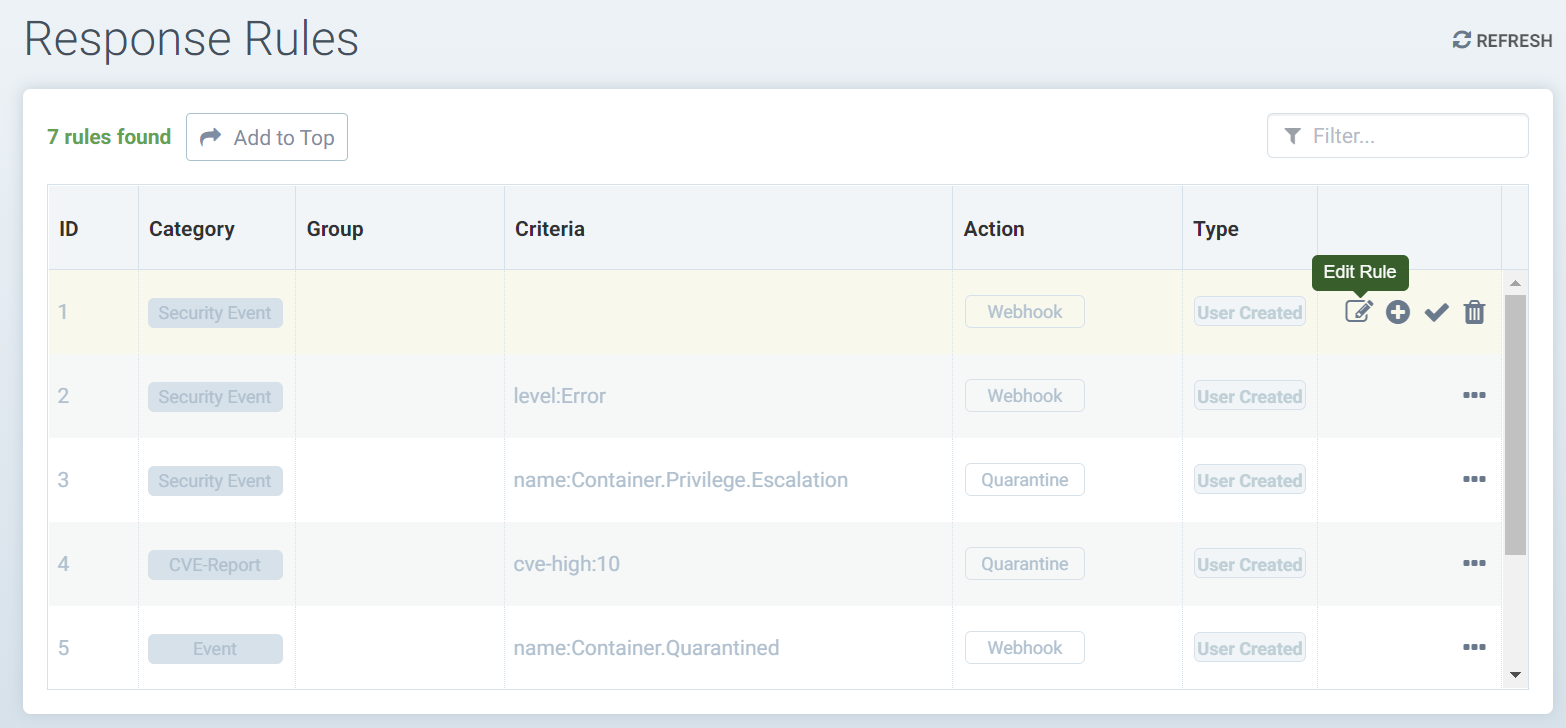 Response Rules
REFRESH
7 rules found Add to Top Filter...
ID Category Group Criteria Action Type
Edit Rule
1 Security Event Webhook User Created
2 Security Event level:Error Webhook User Created
3 Security Event name:Container.Privilege.Escalation Quarantine User Created
4 CVE-Report cve-high:10 Quarantine User Created
5 Event name:Container.Quarantined Webhook User Created